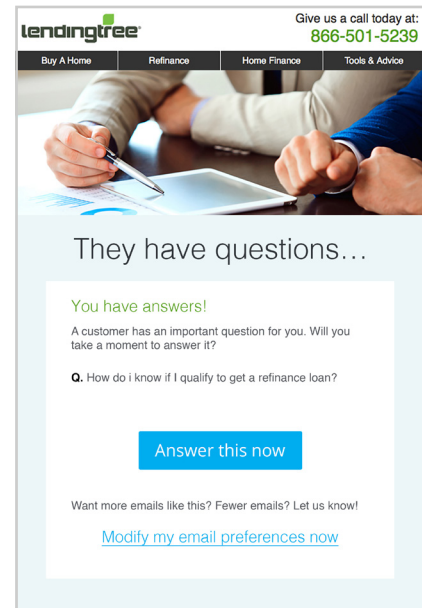 lendingtree
Give us a call today at:
866-501-5239
Buy A Home
Refinance
Home Finance
Tools & Advice
They have questions…
You have answers!
A customer has an important question for you. Will you
take a moment to answer it?
Q. How do i know if I qualify to get a refinance loan?
Answer this now
Want more emails like this? Fewer emails? Let us know!
Modify my email preferences now